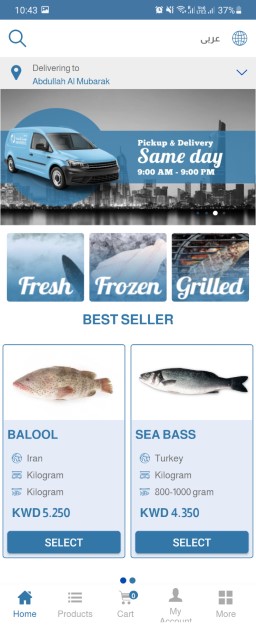 10:43
37%
عربى
Delivering to
Abdullah Al Mubarak
Pickup & Delivery
Same day
9:00 AM - 9:00 PM
Fresh
Frozen
Grilled
BEST SELLER
BALOOL
Iran
Kilogram
Kilogram
KWD 5.250
SELECT
SEA BASS
Turkey
Kilogram
800-1000 gram
KWD 4.350
SELECT
Home
Products
0
Cart
My
Account
More